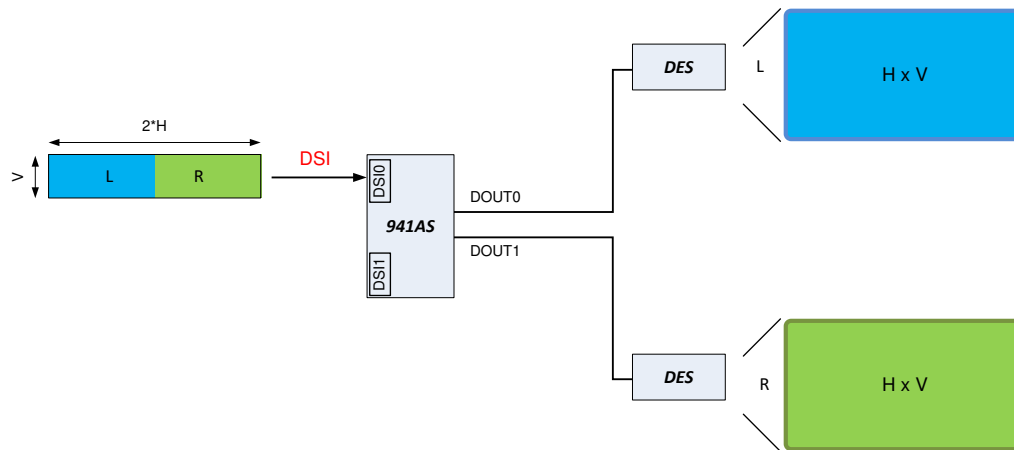 2*H
V
L
R
DSI
DSI0
941AS
DSI1
DOUT0
DOUT1
DES
L
H x V
DES
R
H x V